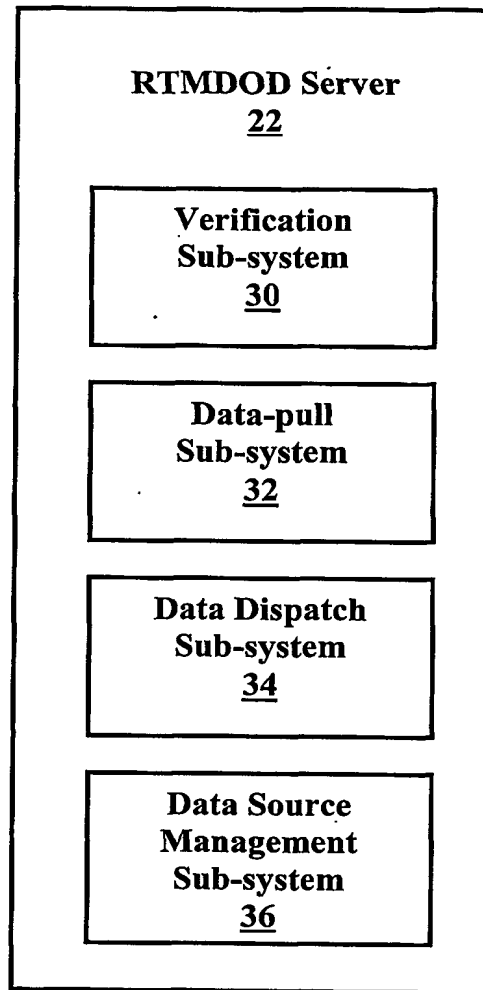 RTMDOD Server
22
Verification
Sub-system
30
Data-pull
Sub-system
32
Data Dispatch
Sub-system
34
Data Source
Management
Sub-system
36